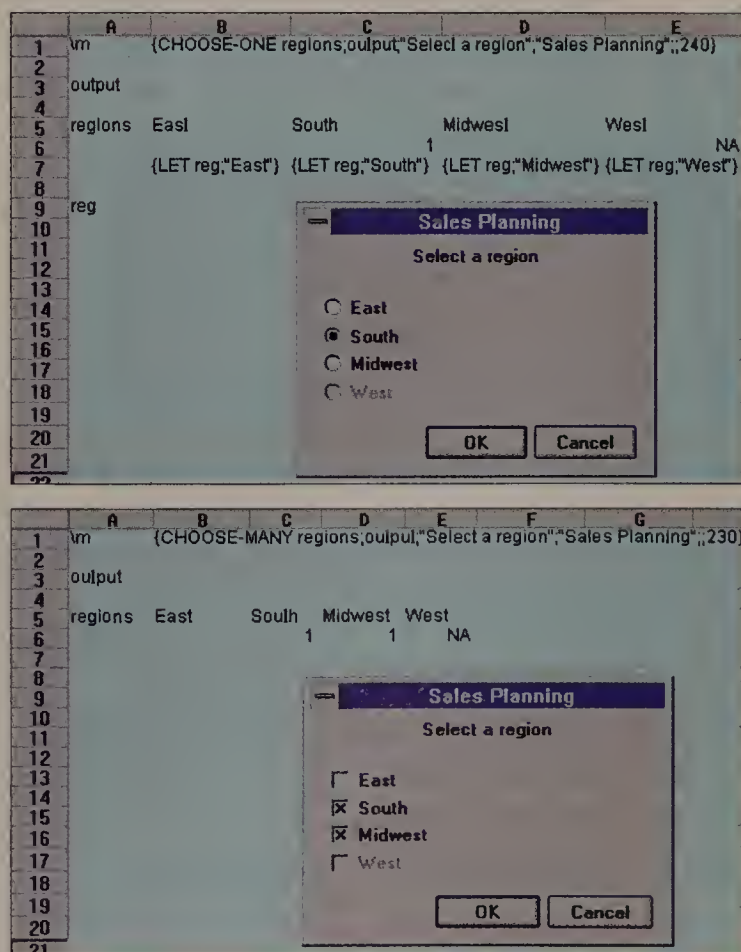 A B C D E
1 \m {CHOOSE-ONE regions;output;"Select a region";"Sales Planning";;240}
2
3 output
4
5 regions East South Midwest West
6 1 NA
7 {LET reg;"East"} {LET reg;"South"} {LET reg;"Midwest"} {LET reg;"West"}
8
9 reg
10 Sales Planning
11 Select a region
12
13
14 East
15 South
16
17 Midwest
18 West
19
20 OK Cancel
21
22
A B C D E F G
1 \m {CHOOSE-MANY regions;output;"Select a region";"Sales Planning";;230}
2
3 output
4
5 regions East South Midwest West
6 1 1 NA
7
8
9 Sales Planning
10 Select a region
11
12
13 East
14
15 South
16 Midwest
17 West
18
19 OK Cancel
20
21